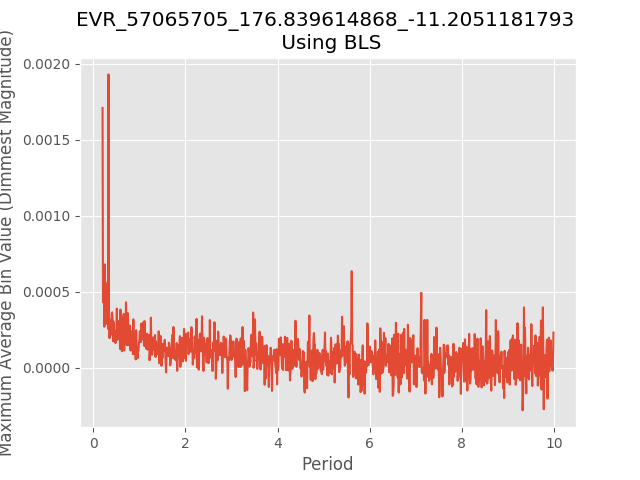 EVR_57065705_176.839614868_-11.2051181793
Using BLS
Maximum Average Bin Value (Dimmest Magnitude)
0.0020
0.0015
0.0010
0.0005
0.0000
0
2
4
6
8
10
Period